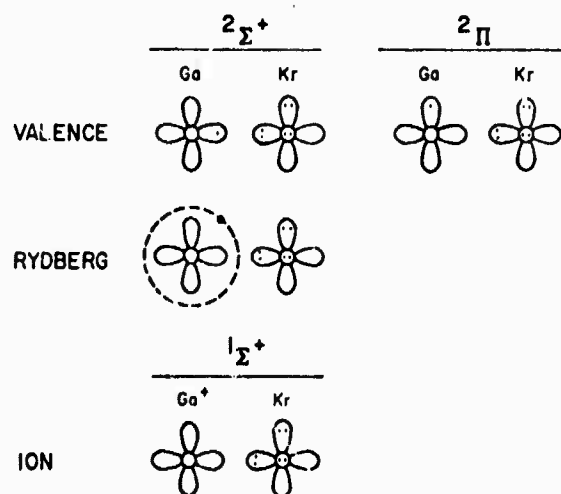 ²Σ⁺ ²Π
Ga Kr Ga Kr
VALENCE
RYDBERG
¹Σ⁺
Ga⁺ Kr
ION